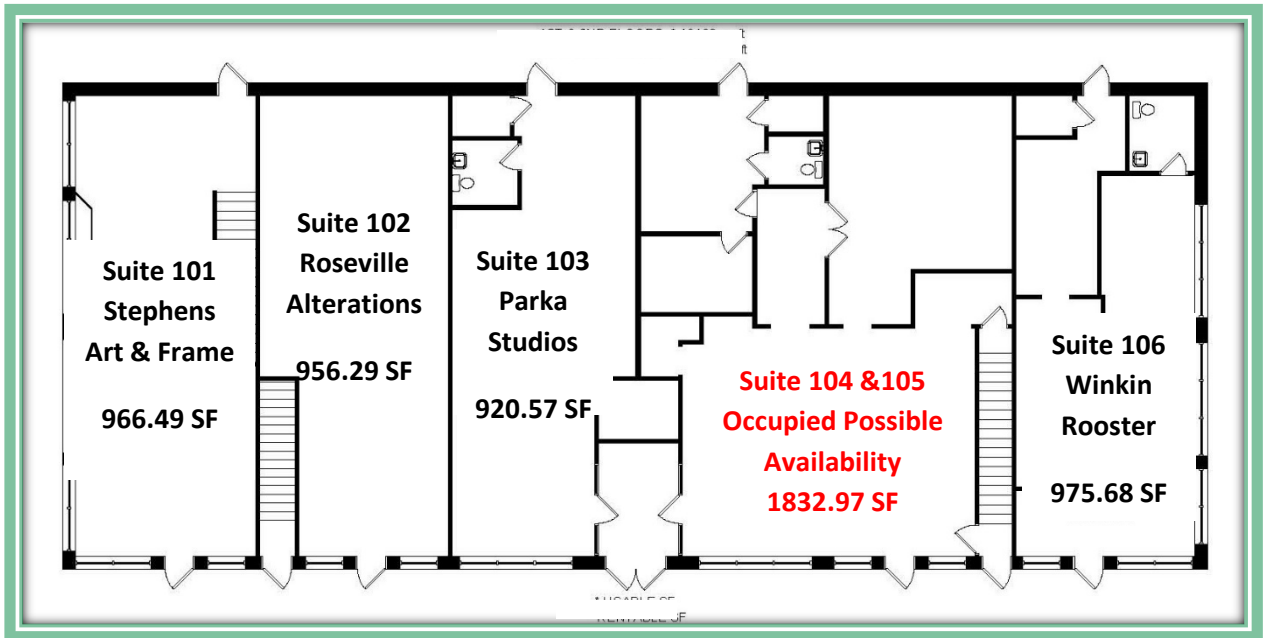 Suite 101
Stephens
Art & Frame
966.49 SF
Suite 102
Roseville
Alterations
956.29 SF
Suite 103
Parka
Studios
920.57 SF
Suite 104 &105
Occupied Possible
Availability
1832.97 SF
Suite 106
Winkin
Rooster
975.68 SF